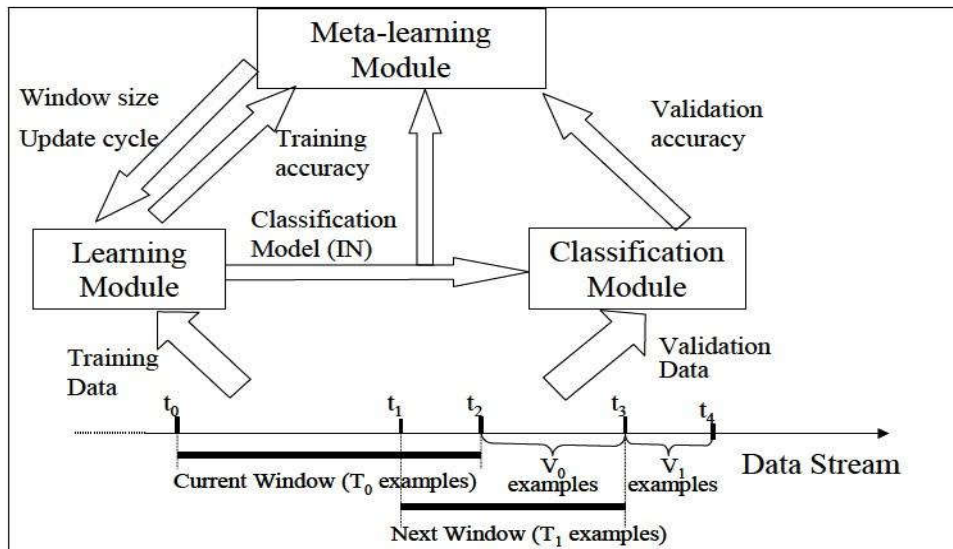 Meta-learning
Module
Window size
Update cycle
Training
accuracy
Validation
accuracy
Classification
Model (IN)
Learning
Module
Classification
Module
Training
Data
Validation
Data
t₀
t₁
t₂
t₃
t₄
Current Window (T₀ examples)
V₀
examples
V₁
examples
Data Stream
Next Window (T₁ examples)